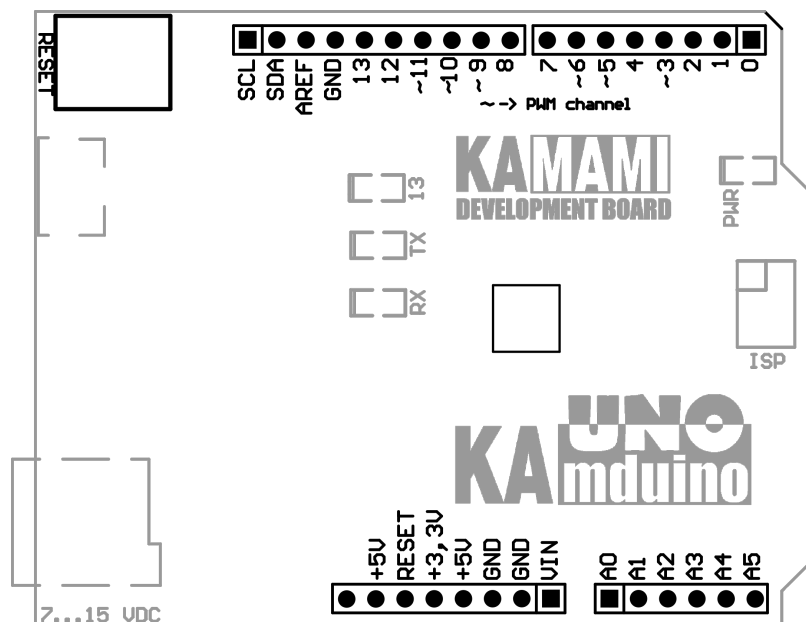 RESET
SCL SDA AREF GND 13 12 ~11 ~10 ~9 8 7 ~6 ~5 4 ~3 2 1 0
~-> PWM channel
KAMAMI
DEVELOPMENT BOARD
13
PWR
TX
RX
ISP
UNO
KAmduino
+5V RESET +3,3V +5V GND GND VIN A0 A1 A2 A3 A4 A5
7...15 VDC